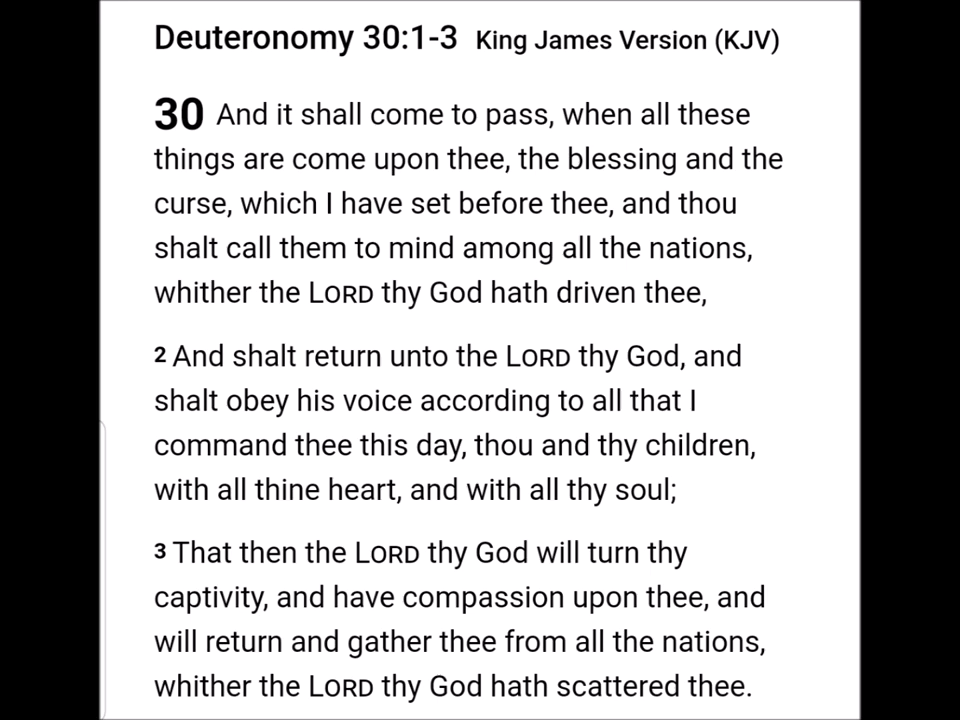 Deuteronomy 30:1-3 King James Version (KJV)
30 And it shall come to pass, when all these
things are come upon thee, the blessing and the
curse, which I have set before thee, and thou
shalt call them to mind among all the nations,
whither the LORD thy God hath driven thee,
2 And shalt return unto the LORD thy God, and
shalt obey his voice according to all that I
command thee this day, thou and thy children,
with all thine heart, and with all thy soul;
3 That then the LORD thy God will turn thy
captivity, and have compassion upon thee, and
will return and gather thee from all the nations,
whither the LORD thy God hath scattered thee.